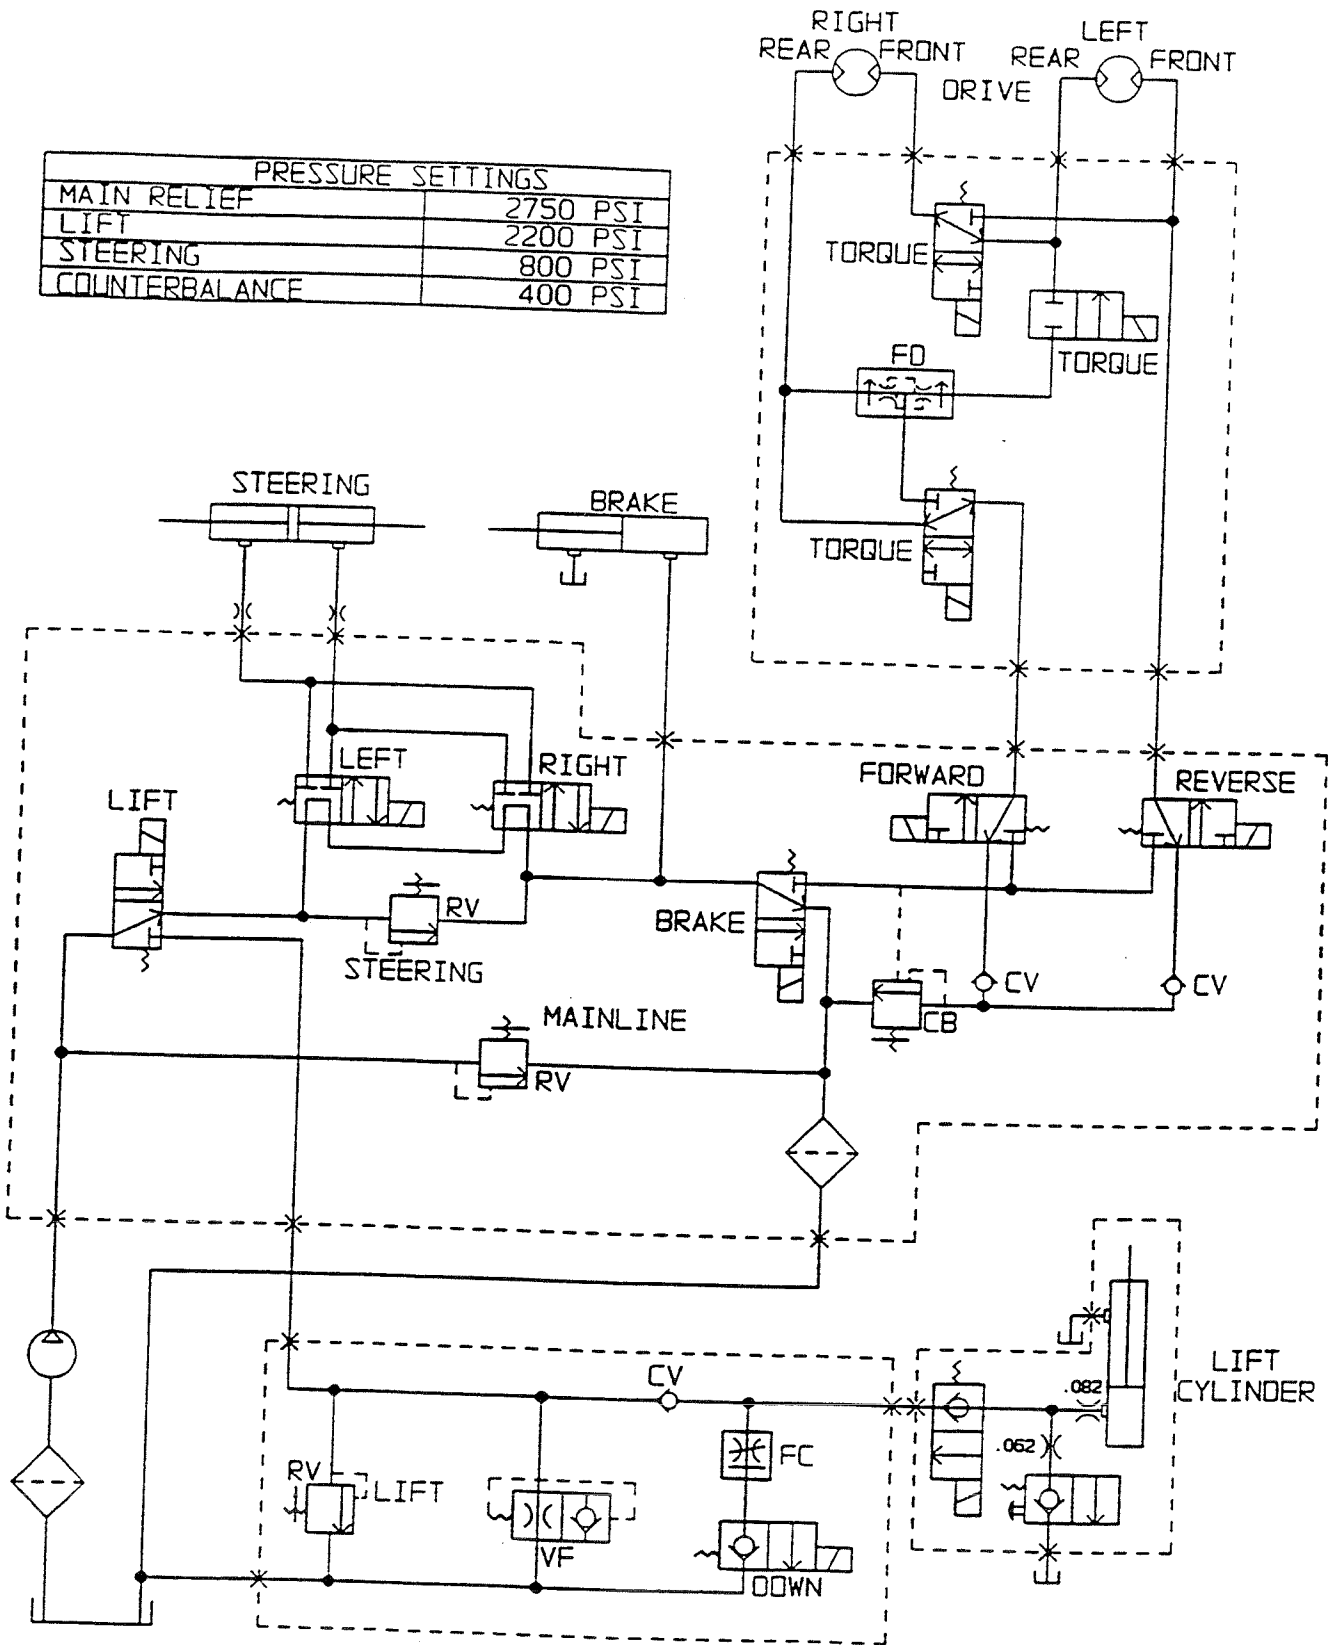 RIGHT
REAR FRONT
LEFT
REAR FRONT
DRIVE
PRESSURE SETTINGS
MAIN RELIEF 2750 PSI
LIFT 2200 PSI
STEERING 800 PSI
COUNTERBALANCE 400 PSI
TORQUE
TORQUE
FD
STEERING
BRAKE
TORQUE
LEFT
RIGHT
FORWARD
REVERSE
LIFT
RV
BRAKE
STEERING
CV
CV
MAINLINE
CB
RV
LIFT
CYLINDER
CV
.082
.062
FC
RV
LIFT
VF
DOWN